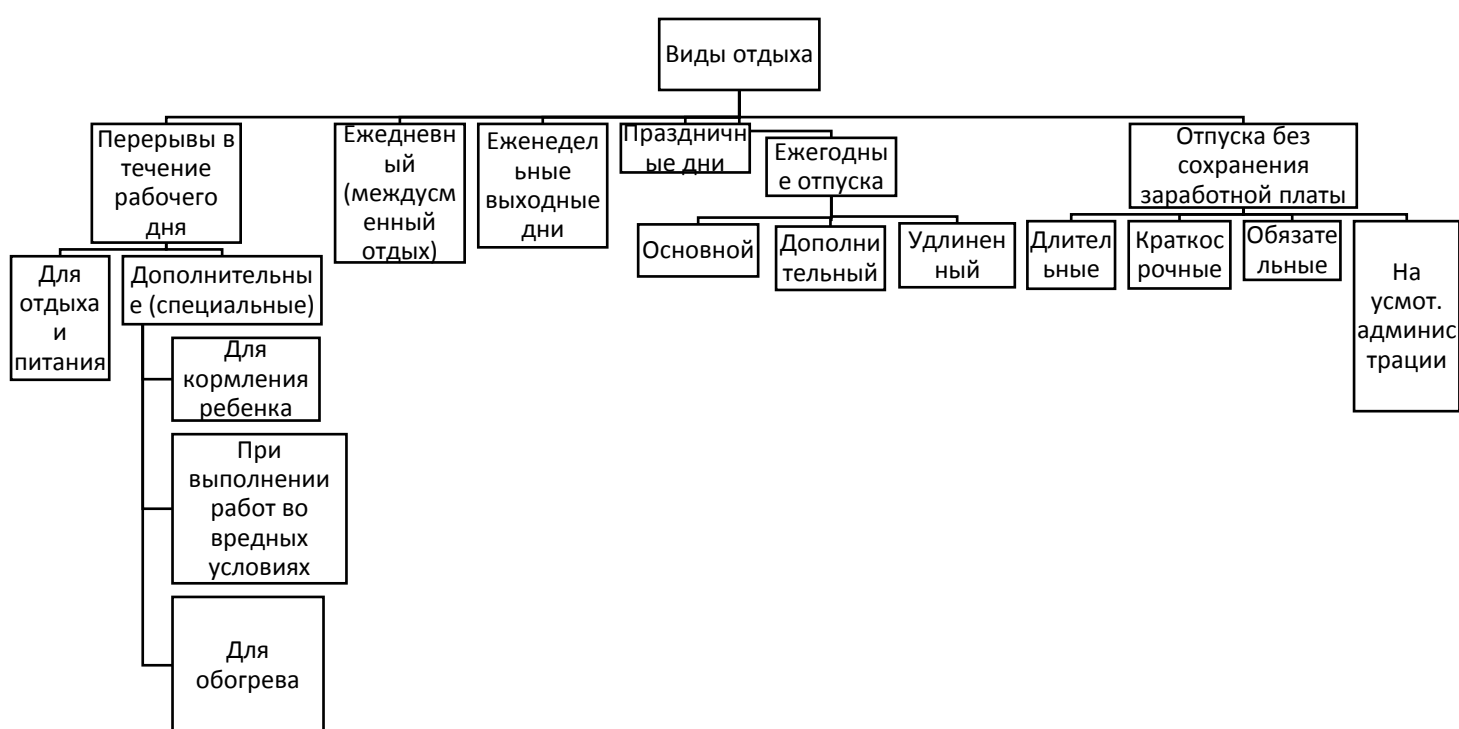 Виды отдыха
Перерывы в
течение
рабочего
дня
Ежедневн
ый
(междусм
енный
отдых)
Еженедел
ьные
выходные
дни
Праздничн
ые дни
Ежегодны
е отпуска
Отпуска без
сохранения
заработной платы
Для
отдыха
и
питания
Дополнительны
е (специальные)
Для
кормления
ребенка
При
выполнении
работ во
вредных
условиях
Для
обогрева
Основной
Дополни
тельный
Удлинен
ный
Длител
ьные
Краткос
рочные
Обязате
льные
На
усмот.
админис
трации